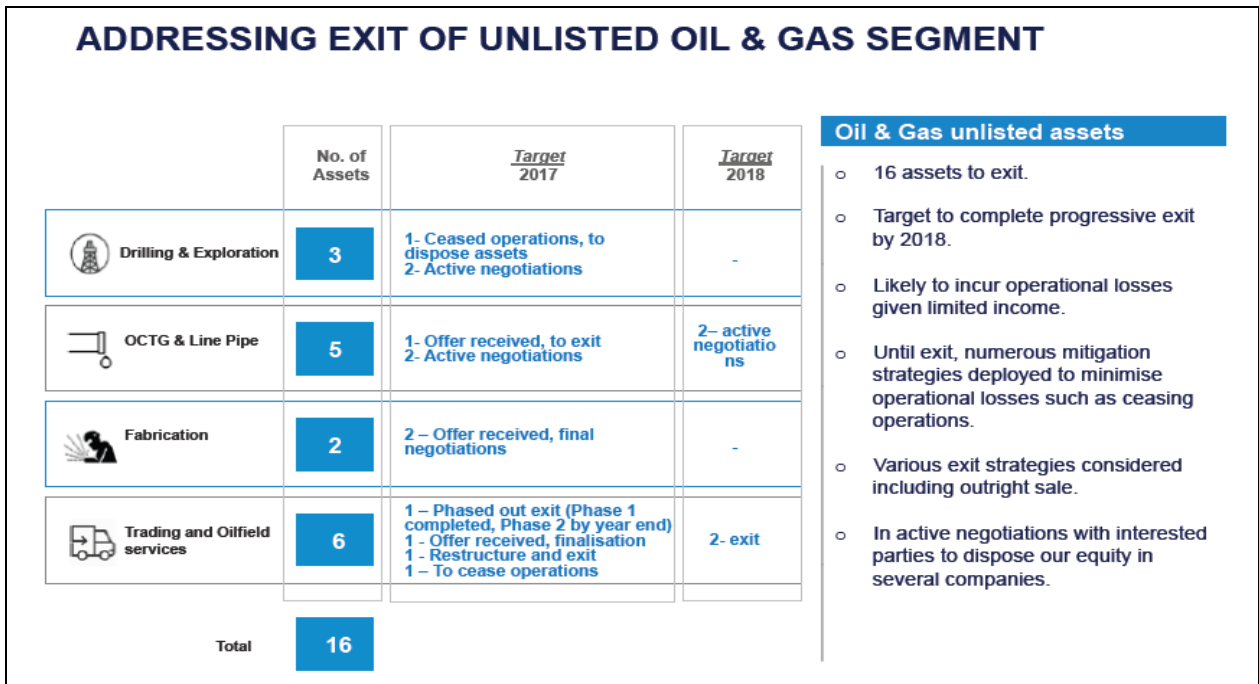 ADDRESSING EXIT OF UNLISTED OIL & GAS SEGMENT
No. of
Assets
Target
2017
Target
2018
Drilling & Exploration
3
1- Ceased operations, to
dispose assets
2- Active negotiations
-
OCTG & Line Pipe
5
1- Offer received, to exit
2- Active negotiations
2– active
negotiatio
ns
Fabrication
2
2 – Offer received, final
negotiations
-
Trading and Oilfield
services
6
1 – Phased out exit (Phase 1
completed, Phase 2 by year end)
1 - Offer received, finalisation
1 - Restructure and exit
1 – To cease operations
2- exit
Total
16
Oil & Gas unlisted assets
o 16 assets to exit.
o Target to complete progressive exit
by 2018.
o Likely to incur operational losses
given limited income.
o Until exit, numerous mitigation
strategies deployed to minimise
operational losses such as ceasing
operations.
o Various exit strategies considered
including outright sale.
o In active negotiations with interested
parties to dispose our equity in
several companies.